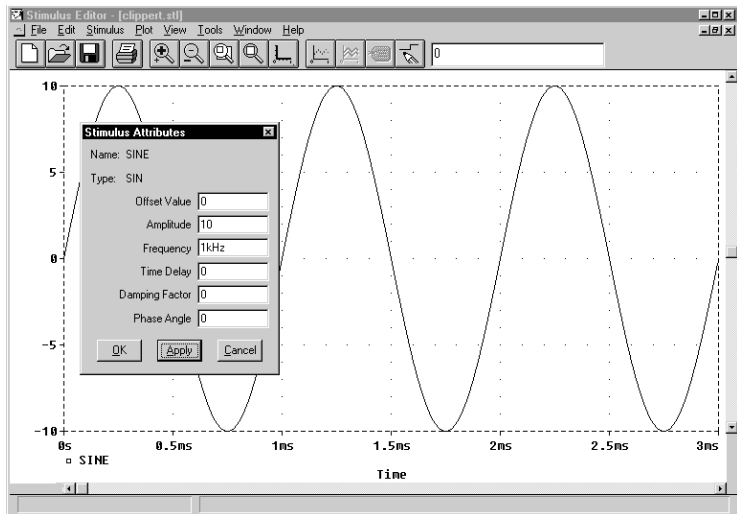 Stimulus Editor - [clippert.stl]
File Edit Stimulus Plot View Tools Window Help
0
10
5
0
-5
-10
Stimulus Attributes
Name: SINE
Type: SIN
Offset Value 0
Amplitude 10
Frequency 1kHz
Time Delay 0
Damping Factor 0
Phase Angle 0
OK Apply Cancel
0s 0.5ms 1ms 1.5ms 2ms 2.5ms 3ms
SINE
Time